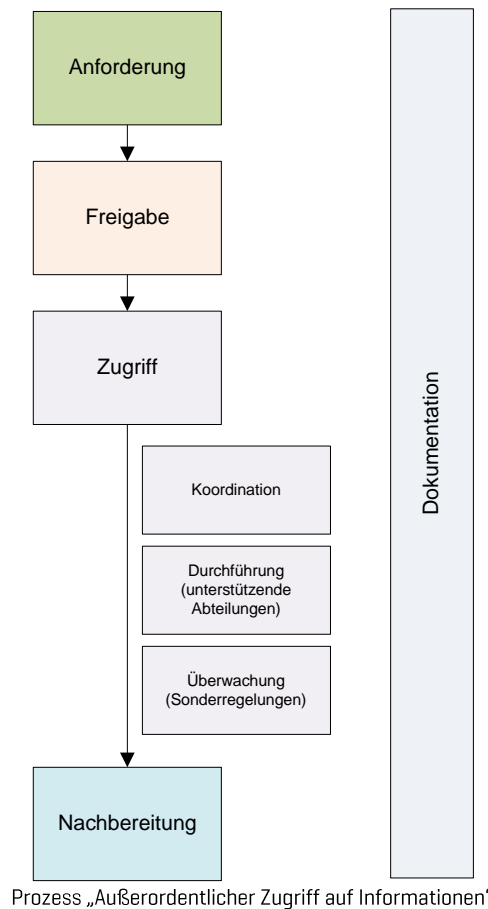 Anforderung
Freigabe
Zugriff
Koordination
Durchführung
(unterstützende
Abteilungen)
Überwachung
(Sonderregelungen)
Nachbereitung
Dokumentation
Prozess „Außerordentlicher Zugriff auf Informationen“